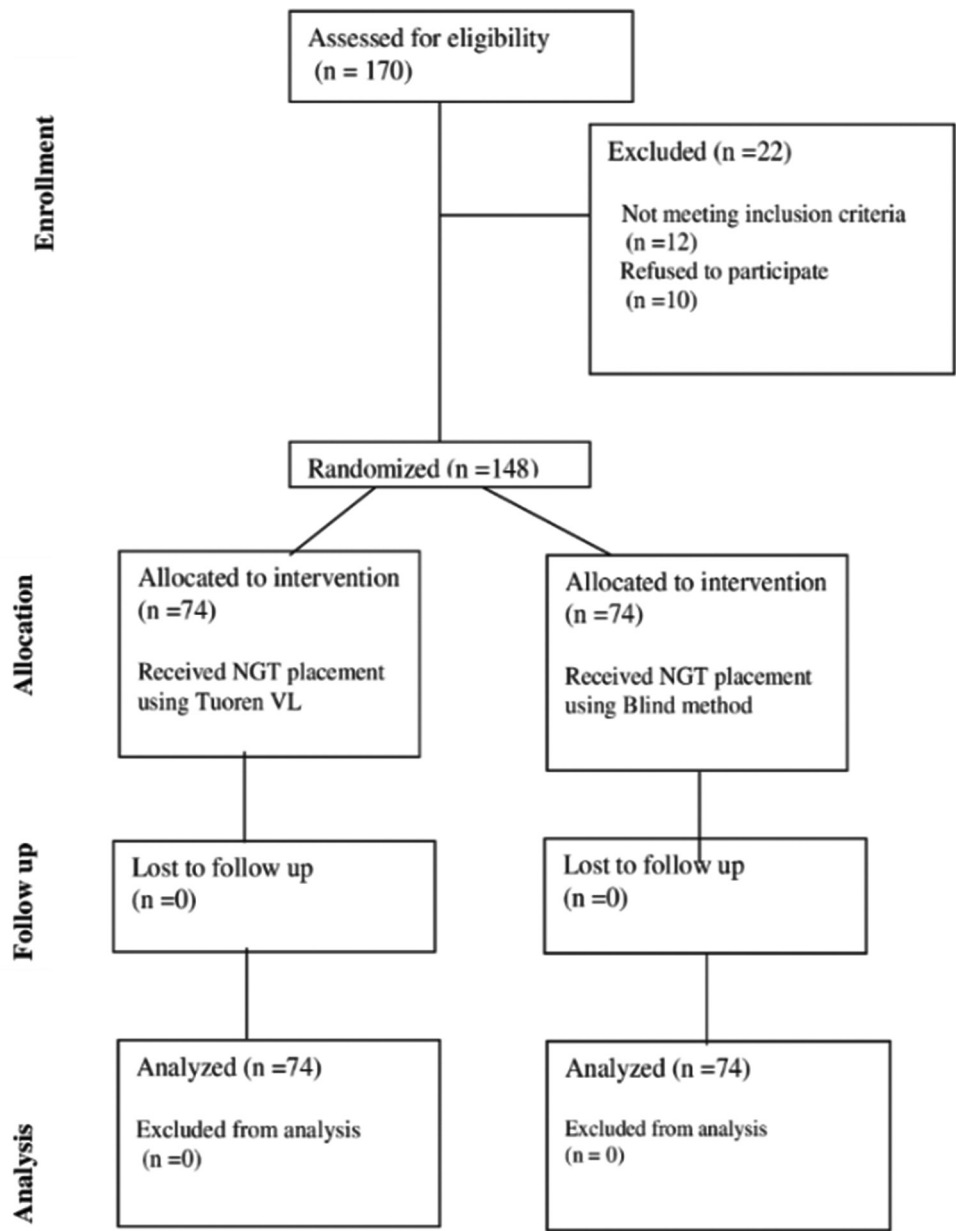 Assessed for eligibility
(n = 170)
Enrollment
Excluded (n =22)
Not meeting inclusion criteria
(n =12)
Refused to participate
(n =10)
Randomized (n =148)
Allocation
Allocated to intervention
(n =74)
Received NGT placement
using Tuoren VL
Allocated to intervention
(n =74)
Received NGT placement
using Blind method
Follow up
Lost to follow up
(n =0)
Lost to follow up
(n =0)
Analysis
Analyzed (n =74)
Excluded from analysis
(n =0)
Analyzed (n =74)
Excluded from analysis
(n = 0)